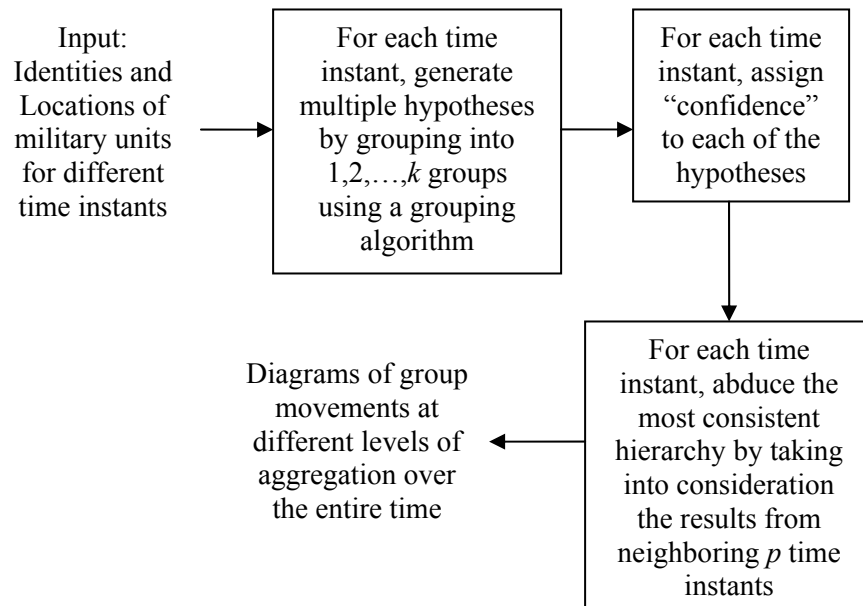 Input:
Identities and
Locations of
military units
for different
time instants
For each time
instant, generate
multiple hypotheses
by grouping into
1,2,…,k groups
using a grouping
algorithm
For each time
instant, assign
“confidence”
to each of the
hypotheses
For each time
instant, abduce the
most consistent
hierarchy by taking
into consideration
the results from
neighboring p time
instants
Diagrams of group
movements at
different levels of
aggregation over
the entire time